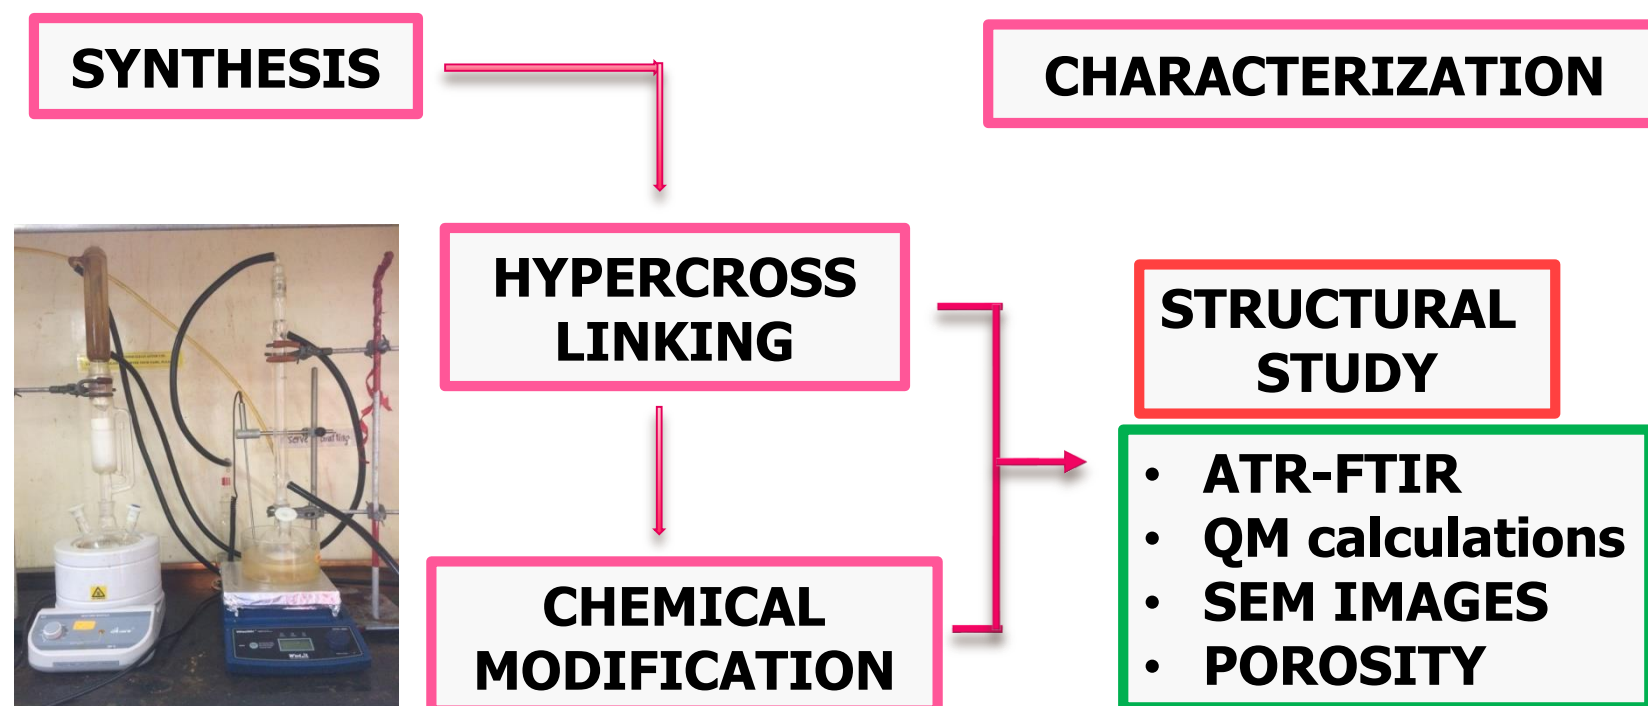 SYNTHESIS
CHARACTERIZATION
HYPERCROSS
LINKING
STRUCTURAL
STUDY
• ATR-FTIR
• QM calculations
• SEM IMAGES
• POROSITY
CHEMICAL
MODIFICATION